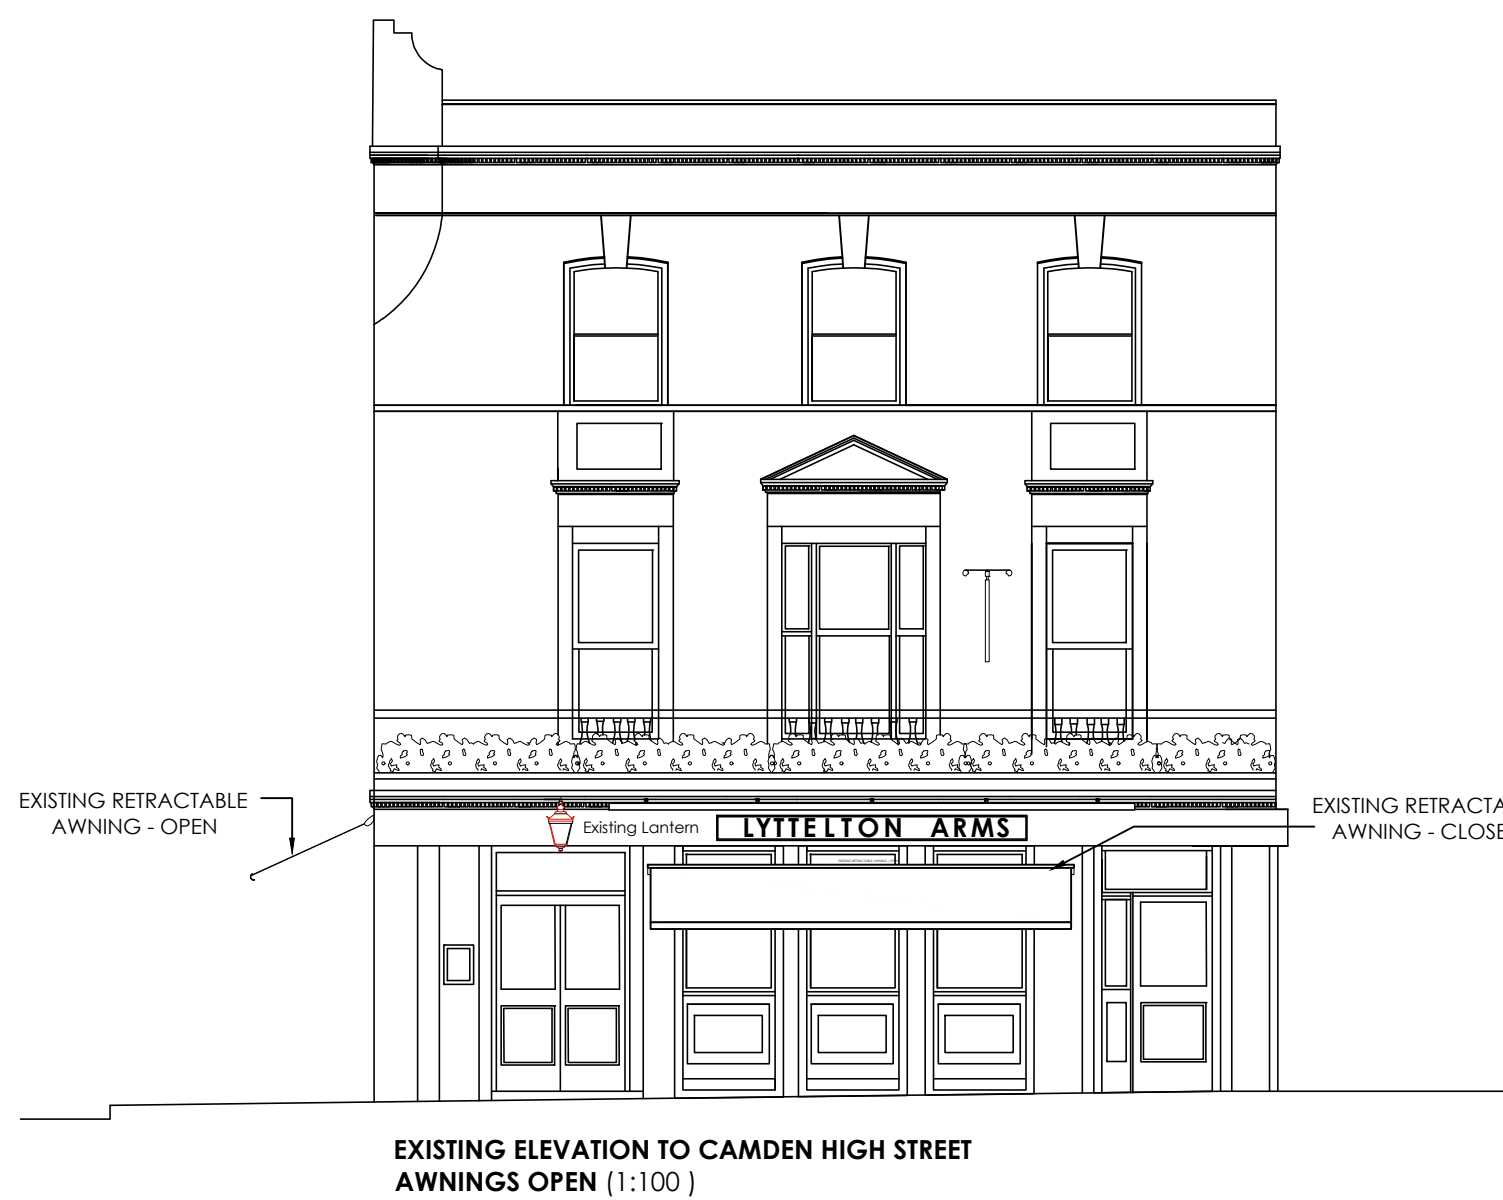 EXISTING RETRACTABLE
AWNING - OPEN
Existing Lantern
LYTTELTON ARMS
EXISTING RETRACTA
AWNING - CLOSE
EXISTING ELEVATION TO CAMDEN HIGH STREET
AWNINGS OPEN (1:100 )